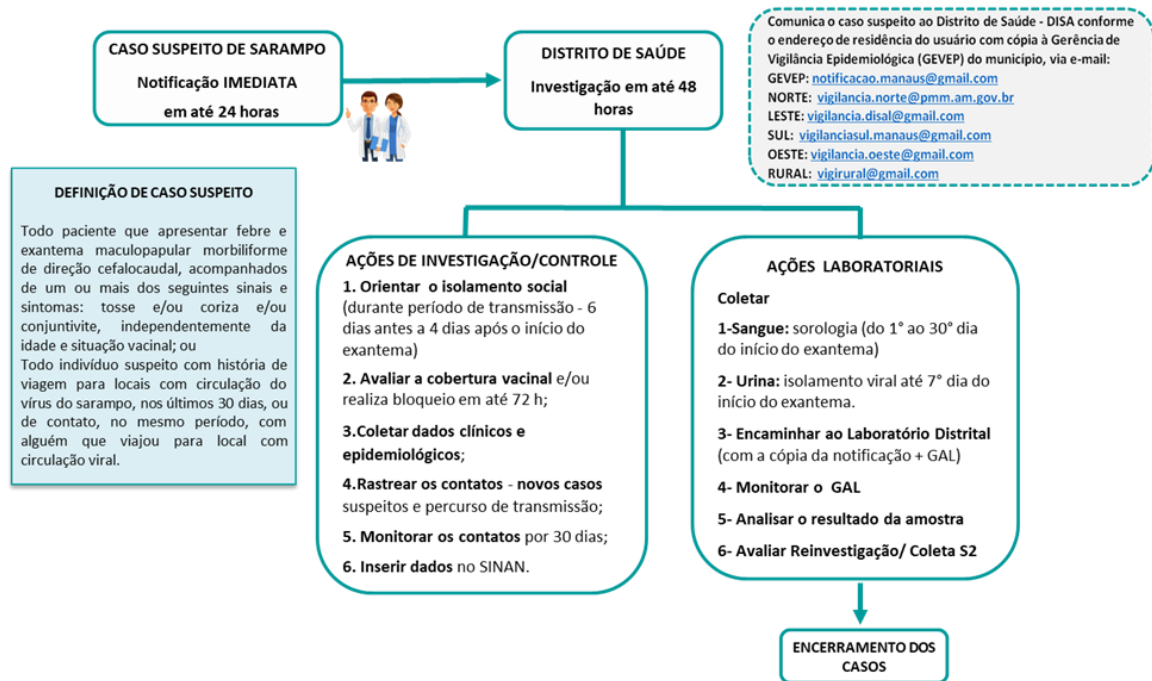 CASO SUSPEITO DE SARAMPO
Notificação IMEDIATA
em até 24 horas
DISTRITO DE SAÚDE
Investigação em até 48
horas
Comunica o caso suspeito ao Distrito de Saúde - DISA conforme
o endereço de residência do usuário com cópia à Gerência de
Vigilância Epidemiológica (GEVEP) do município, via e-mail:
GEVEP: notificacao.manaus@gmail.com
NORTE: vigilancia.norte@pmm.am.gov.br
LESTE: vigilancia.disal@gmail.com
SUL: vigilanciasul.manaus@gmail.com
OESTE: vigilancia.oeste@gmail.com
RURAL: vigirural@gmail.com
DEFINIÇÃO DE CASO SUSPEITO
Todo paciente que apresentar febre e
exantema maculopapular morbiliforme
de direção cefalocaudal, acompanhados
de um ou mais dos seguintes sinais e
sintomas: tosse e/ou coriza e/ou
conjuntivite, independentemente da
idade e situação vacinal; ou
Todo indivíduo suspeito com história de
viagem para locais com circulação do
vírus do sarampo, nos últimos 30 dias, ou
de contato, no mesmo período, com
alguém que viajou para local com
circulação viral.
AÇÕES DE INVESTIGAÇÃO/CONTROLE
1. Orientar o isolamento social
(durante período de transmissão - 6
dias antes a 4 dias após o início do
exantema)
2. Avaliar a cobertura vacinal e/ou
realiza bloqueio em até 72 h;
3.Coletar dados clínicos e
epidemiológicos;
4.Rastrear os contatos - novos casos
suspeitos e percurso de transmissão;
5. Monitorar os contatos por 30 dias;
6. Inserir dados no SINAN.
AÇÕES LABORATORIAIS
Coletar
1-Sangue: sorologia (do 1° ao 30° dia
do início do exantema)
2- Urina: isolamento viral até 7° dia do
início do exantema.
3- Encaminhar ao Laboratório Distrital
(com a cópia da notificação + GAL)
4- Monitorar o GAL
5- Analisar o resultado da amostra
6- Avaliar Reinvestigação/ Coleta S2
ENCERRAMENTO DOS
CASOS